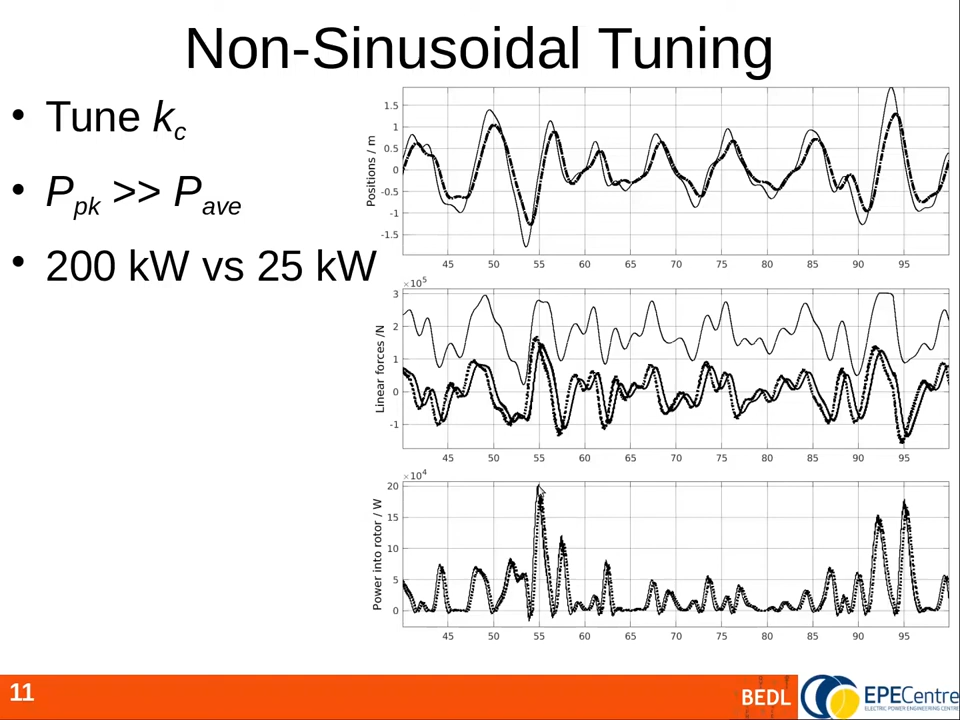 Non-Sinusoidal Tuning
• Tune kc
• Ppk >> Pave
• 200 kW vs 25 kW
Positions / m
1.5
1
0.5
0
-0.5
-1
-1.5
45 50 55 60 65 70 75 80 85 90 95
×10⁵
Linear forces /N
3
2
1
0
-1
45 50 55 60 65 70 75 80 85 90 95
×10⁴
Power into rotor / W
20
15
10
5
0
45 50 55 60 65 70 75 80 85 90 95
11
BEDL
EPECentre
ELECTRIC POWER ENGINEERING CENTRE